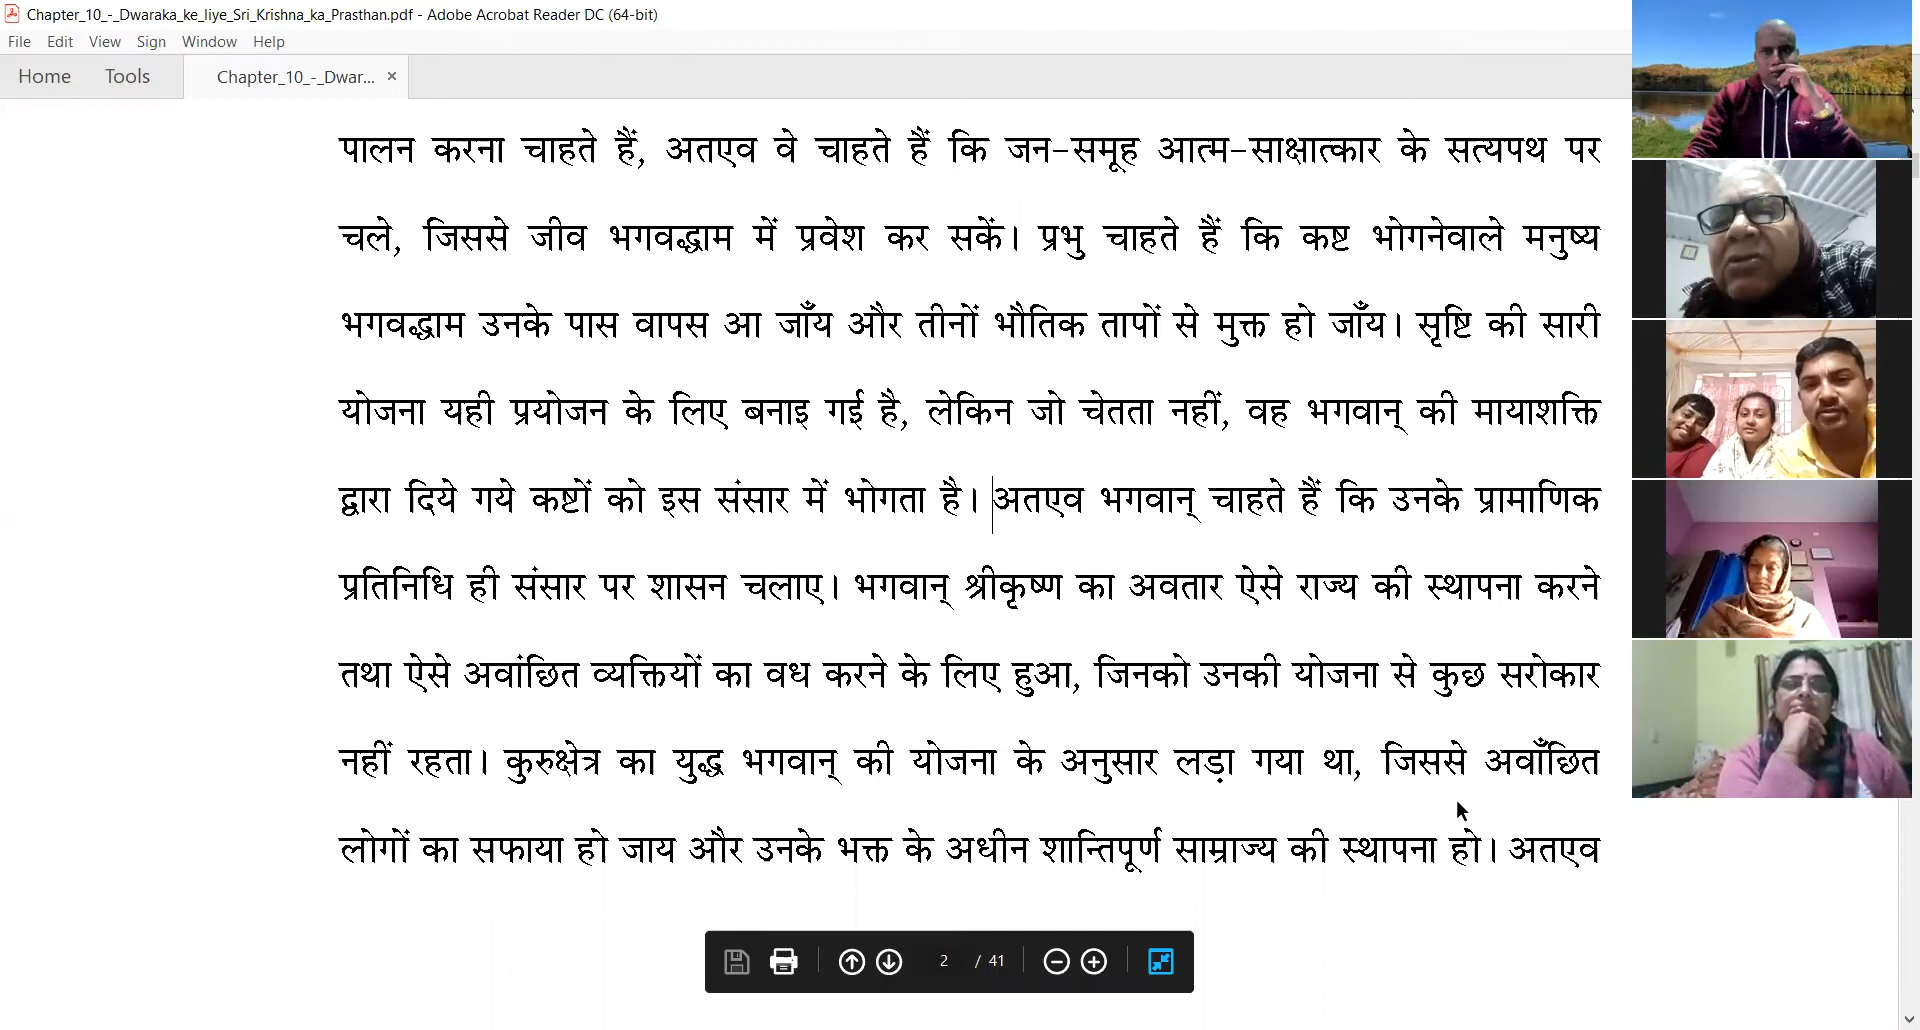 Chapter_10_-_Dwaraka_ke_liye_Sri_Krishna_ka_Prasthan.pdf - Adobe Acrobat Reader DC (64-bit)
File Edit View Sign Window Help
Home Tools Chapter_10_-_Dwar... ×
पालन करना चाहते हैं, अतएव वे चाहते हैं कि जन-समूह आत्म-साक्षात्कार के सत्यपथ पर
चले, जिससे जीव भगवद्धाम में प्रवेश कर सकें। प्रभु चाहते हैं कि कष्ट भोगनेवाले मनुष्य
भगवद्धाम उनके पास वापस आ जाँय और तीनों भौतिक तापों से मुक्त हो जाँय। सृष्टि की सारी
योजना यही प्रयोजन के लिए बनाइ गई है, लेकिन जो चेतता नहीं, वह भगवान् की मायाशक्ति
द्वारा दिये गये कष्टों को इस संसार में भोगता है। अतएव भगवान् चाहते हैं कि उनके प्रामाणिक
प्रतिनिधि ही संसार पर शासन चलाए। भगवान् श्रीकृष्ण का अवतार ऐसे राज्य की स्थापना करने
तथा ऐसे अवांछित व्यक्तियों का वध करने के लिए हुआ, जिनको उनकी योजना से कुछ सरोकार
नहीं रहता। कुरुक्षेत्र का युद्ध भगवान् की योजना के अनुसार लड़ा गया था, जिससे अवाँछित
लोगों का सफाया हो जाय और उनके भक्त के अधीन शान्तिपूर्ण साम्राज्य की स्थापना हो। अतएव
2 / 41